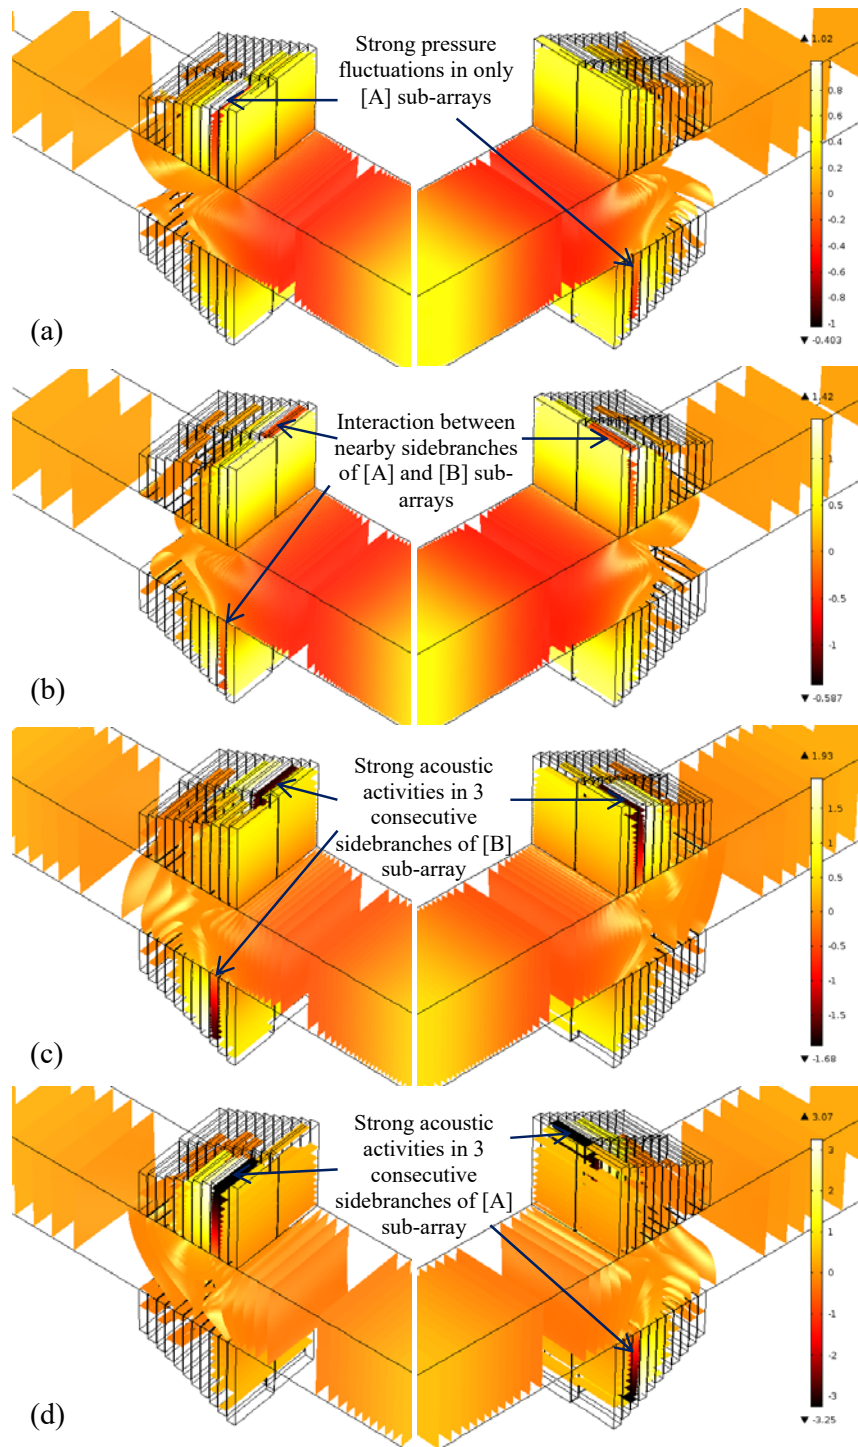 Strong pressure
fluctuations in only
[A] sub-arrays
▲ 1.02
1
0.8
0.6
0.4
0.2
0
-0.2
-0.4
-0.6
-0.8
-1
▼ -0.403
(a)
Interaction between
nearby sidebranches
of [A] and [B] sub-
arrays
▲ 1.42
1
0.5
0
-0.5
-1
▼ -0.587
(b)
Strong acoustic
activities in 3
consecutive
sidebranches of [B]
sub-array
▲ 1.93
1.5
1
0.5
0
-0.5
-1
-1.5
▼ -1.68
(c)
Strong acoustic
activities in 3
consecutive
sidebranches of [A]
sub-array
▲ 3.07
3
2
1
0
-1
-2
-3
▼ -3.25
(d)